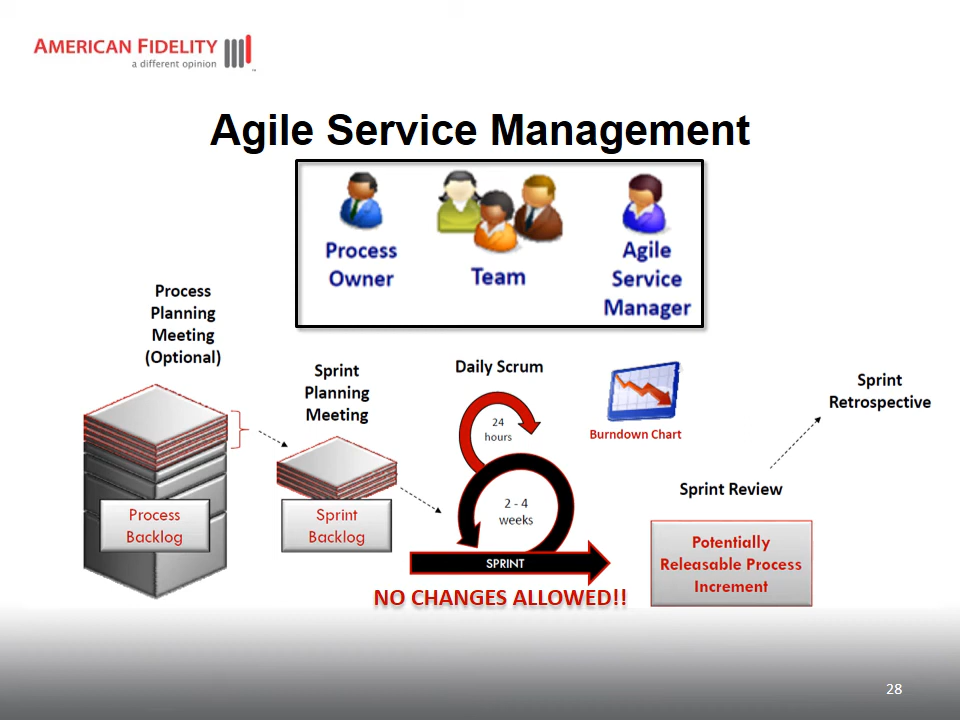 AMERICAN FIDELITY
a different opinion
™
Agile Service Management
Process
Owner
Team
Agile
Service
Manager
Process
Planning
Meeting
(Optional)
Sprint
Planning
Meeting
Daily Scrum
24
hours
Burndown Chart
Sprint
Retrospective
Process
Backlog
Sprint
Backlog
2 - 4
weeks
SPRINT
NO CHANGES ALLOWED!!
Sprint Review
Potentially
Releasable Process
Increment
28